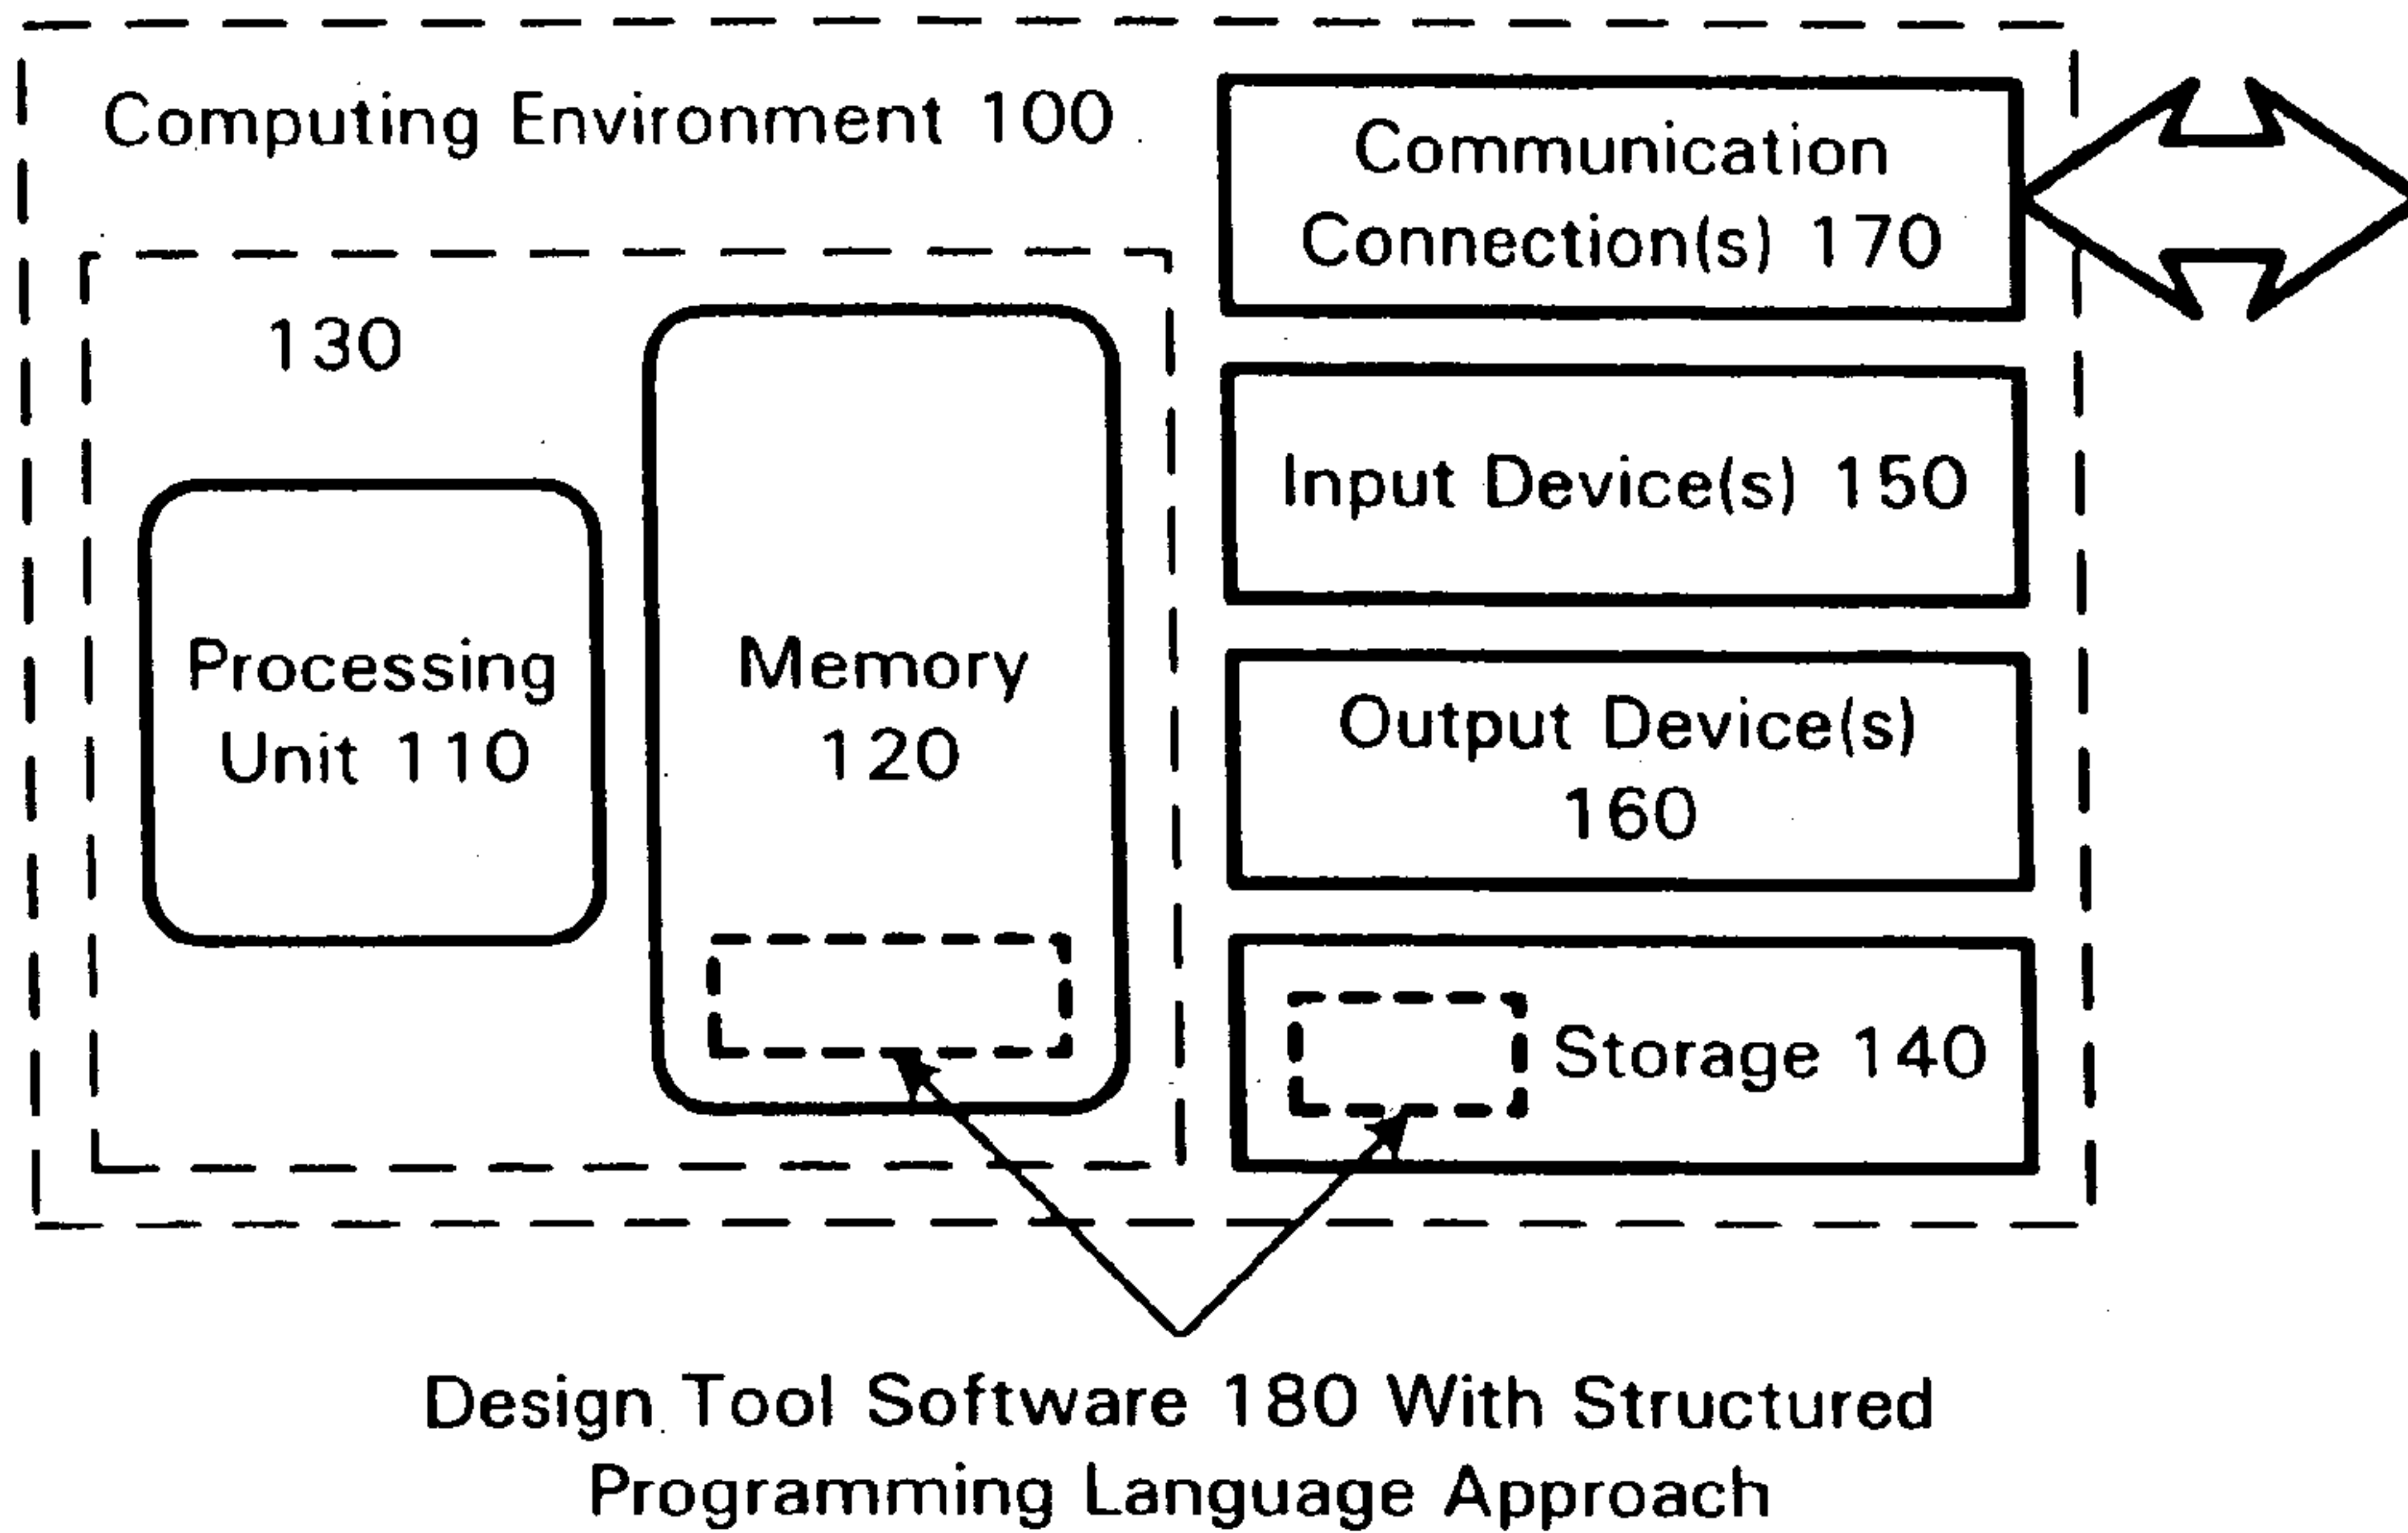 Computing Environment 100
Communication
Connection(s) 170
130
Input Device(s) 150
Processing
Unit 110
Memory
120
Output Device(s)
160
Storage 140
Design Tool Software 180 With Structured
Programming Language Approach